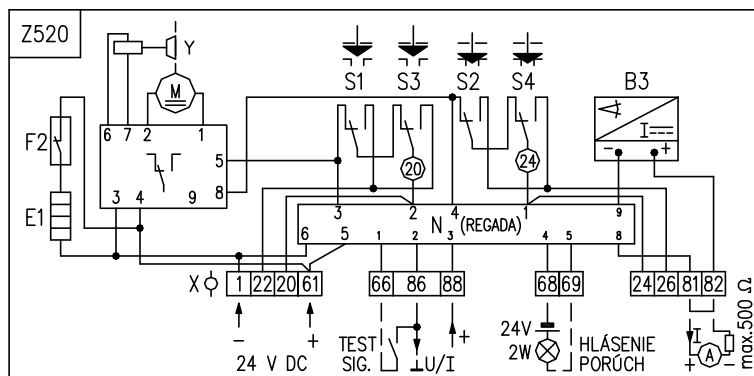 Z520
Y
S1 S3 S2 S4 B3
M
F2
6 7 2 1
I
- +
5
20 24
8
E1
3 4 9
3 2 4 1 9
N (REGADA)
6 5 1 2 3 4 5 8
X 1 22 20 61 66 86 88 68 69 24 26 81 82
- +
24 V DC
TEST
SIG.
U/I
+
24V
2W
HLÁSENIE
PORÚCH
I
A
+ -
max.500 Ω